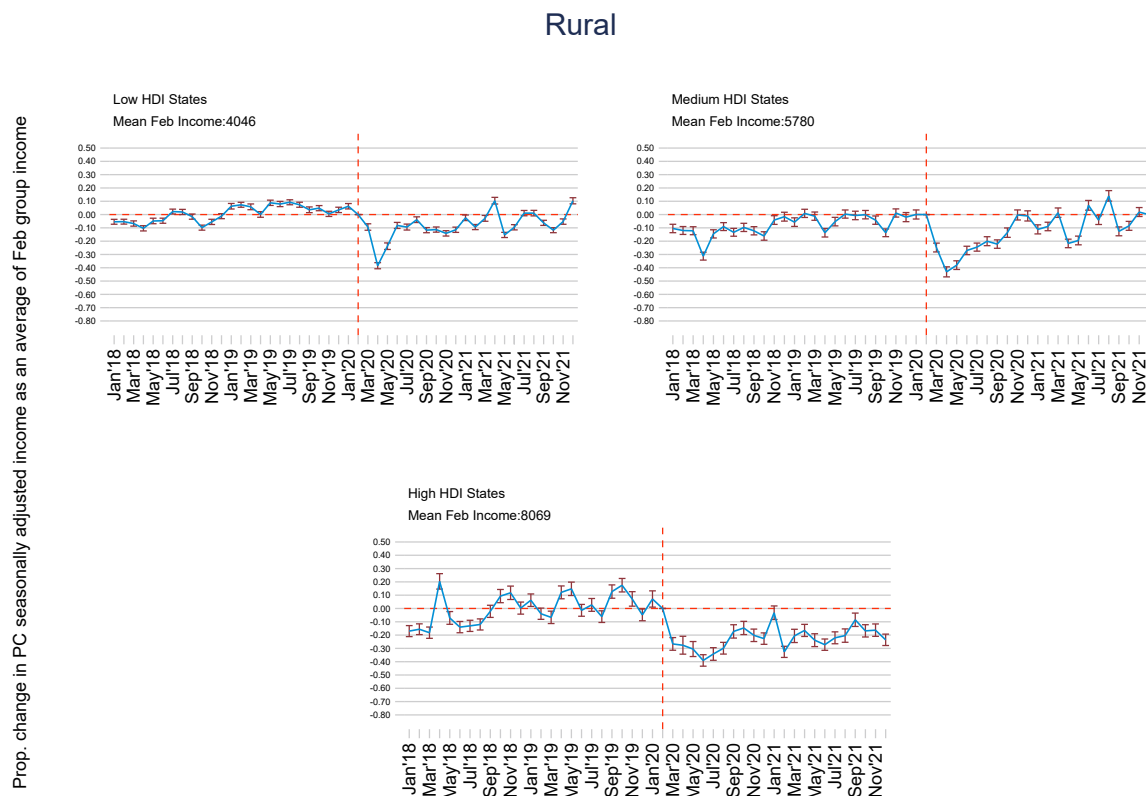 Rural
Prop. change in PC seasonally adjusted income as an average of Feb group income
Low HDI States
Mean Feb Income:4046
0.50
0.40
0.30
0.20
0.10
0.00
-0.10
-0.20
-0.30
-0.40
-0.50
-0.60
-0.70
-0.80
Jan'18
Mar'18
May'18
Jul'18
Sep'18
Nov'18
Jan'19
Mar'19
May'19
Jul'19
Sep'19
Nov'19
Jan'20
Mar'20
May'20
Jul'20
Sep'20
Nov'20
Jan'21
Mar'21
May'21
Jul'21
Sep'21
Nov'21
Medium HDI States
Mean Feb Income:5780
0.50
0.40
0.30
0.20
0.10
0.00
-0.10
-0.20
-0.30
-0.40
-0.50
-0.60
-0.70
-0.80
Jan'18
Mar'18
May'18
Jul'18
Sep'18
Nov'18
Jan'19
Mar'19
May'19
Jul'19
Sep'19
Nov'19
Jan'20
Mar'20
May'20
Jul'20
Sep'20
Nov'20
Jan'21
Mar'21
May'21
Jul'21
Sep'21
Nov'21
High HDI States
Mean Feb Income:8069
0.50
0.40
0.30
0.20
0.10
0.00
-0.10
-0.20
-0.30
-0.40
-0.50
-0.60
-0.70
-0.80
Jan'18
Mar'18
May'18
Jul'18
Sep'18
Nov'18
Jan'19
Mar'19
May'19
Jul'19
Sep'19
Nov'19
Jan'20
Mar'20
May'20
Jul'20
Sep'20
Nov'20
Jan'21
Mar'21
May'21
Jul'21
Sep'21
Nov'21